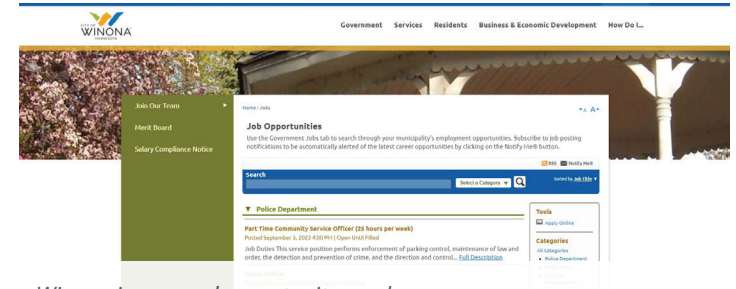 CITY OF
WINONA
MINNESOTA
Government Services Residents Business & Economic Development How Do I...
Join Our Team
Merit Board
Salary Compliance Notice
Home › Jobs
Job Opportunities
Use the Government Jobs tab to search through your municipality's employment opportunities. Subscribe to job posting
notifications to be automatically alerted of the latest career opportunities by clicking on the Notify Me® button.
RSS Notify Me®
Search
Select a Category
Sorted by Job Title
Police Department
Part Time Community Service Officer (25 hours per week)
Posted September 5, 2023 4:00 PM | Open Until Filled
Job Duties This service position performs enforcement of parking control, maintenance of law and
order, the detection and prevention of crime, and the direction and control... Full Description
Tools
Apply Online
Categories
All Categories
Police Department